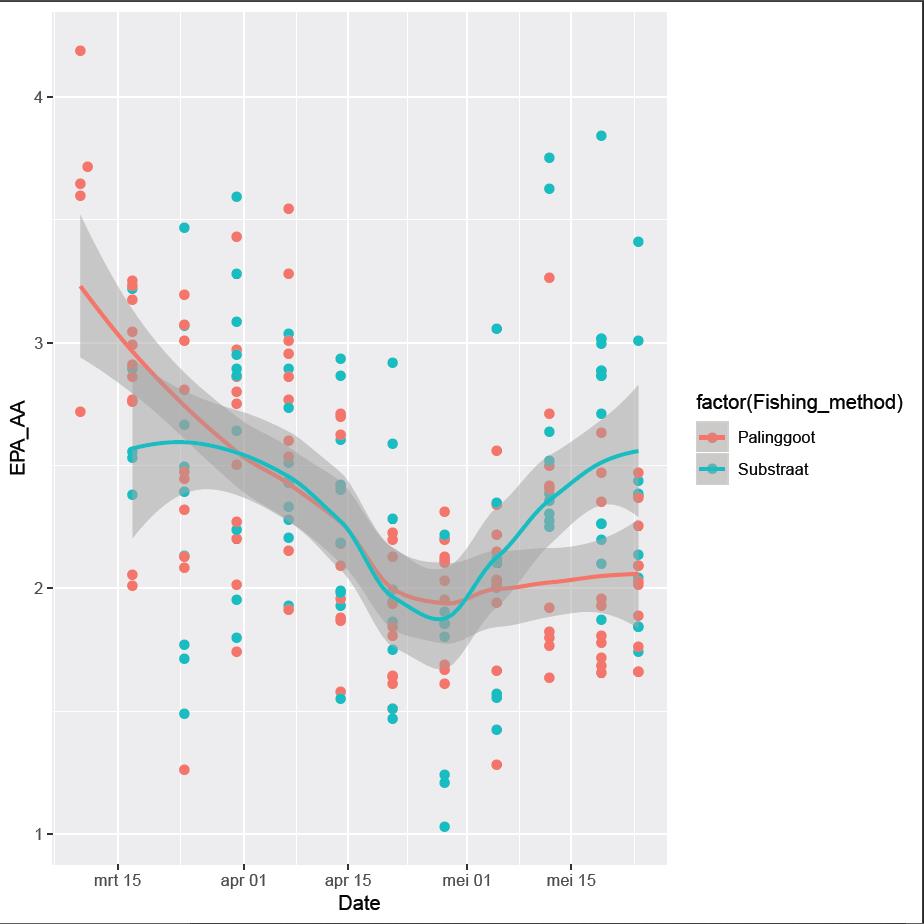 4
3
2
1
EPA_AA
mrt 15
apr 01
apr 15
mei 01
mei 15
Date
factor(Fishing_method)
Palinggoot
Substraat